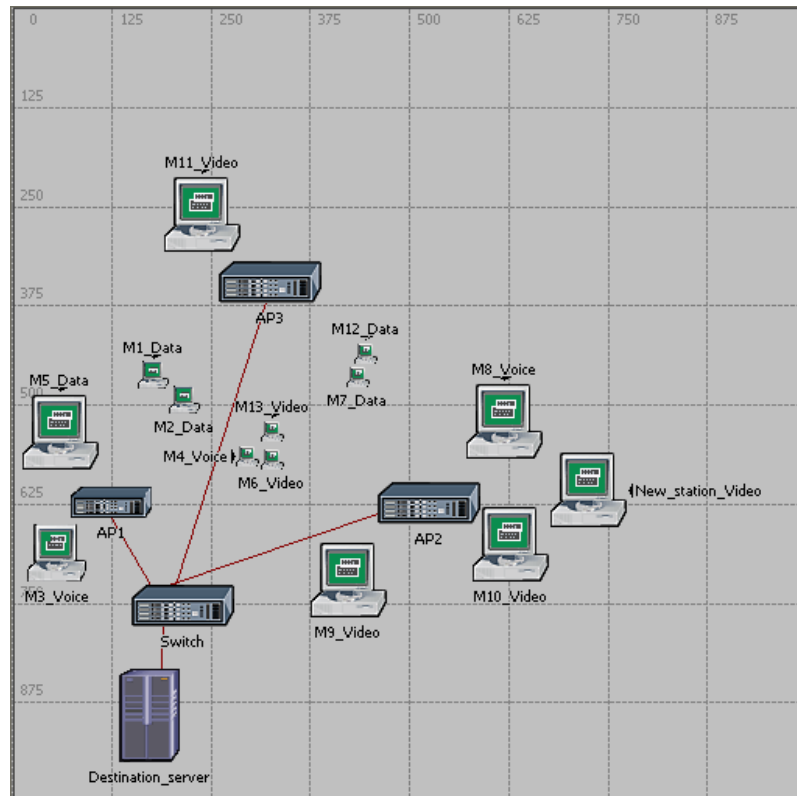 0 125 250 375 500 625 750 875
125
M11_Video
250
375
AP3
M12_Data
M1_Data
M8_Voice
M5_Data
500
M7_Data
M13_Video
M2_Data
M4_Voice
M6_Video
New_station_Video
625
AP1
AP2
M3_Voice
M10_Video
750
M9_Video
Switch
875
Destination_server